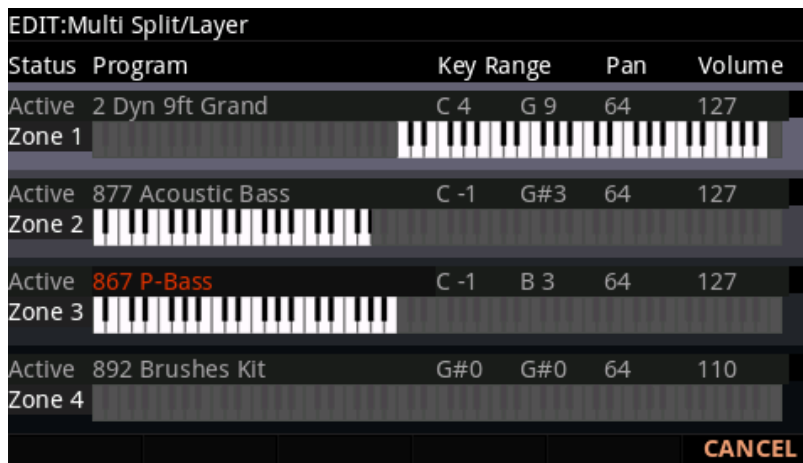 EDIT:Multi Split/Layer
Status Program Key Range Pan Volume
Active 2 Dyn 9ft Grand C 4 G 9 64 127
Zone 1
Active 877 Acoustic Bass C -1 G#3 64 127
Zone 2
Active 867 P-Bass C -1 B 3 64 127
Zone 3
Active 892 Brushes Kit G#0 G#0 64 110
Zone 4
CANCEL